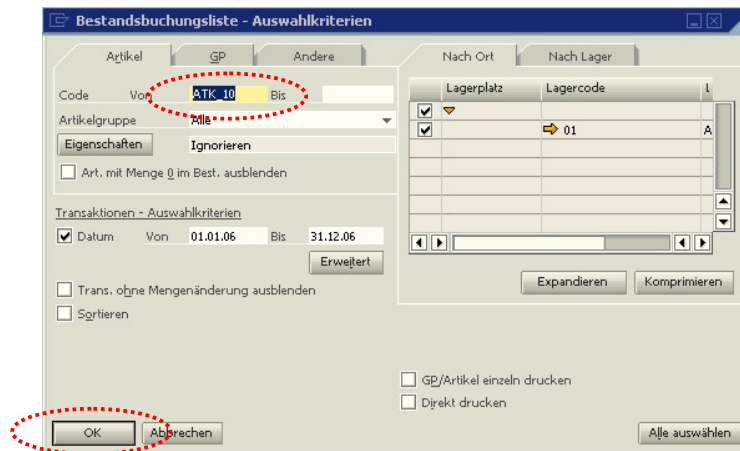 Bestandsbuchungsliste - Auswahlkriterien
Artikel GP Andere
Code Von ATK_10 Bis
Artikelgruppe Alle
Eigenschaften Ignorieren
Art. mit Menge 0 im Best. ausblenden
Transaktionen - Auswahlkriterien
Datum Von 01.01.06 Bis 31.12.06
Erweitert
Trans. ohne Mengenänderung ausblenden
Sortieren
Nach Ort Nach Lager
Lagerplatz Lagercode L
01 A
Expandieren Komprimieren
GP/Artikel einzeln drucken
Direkt drucken
OK Abbrechen Alle auswählen